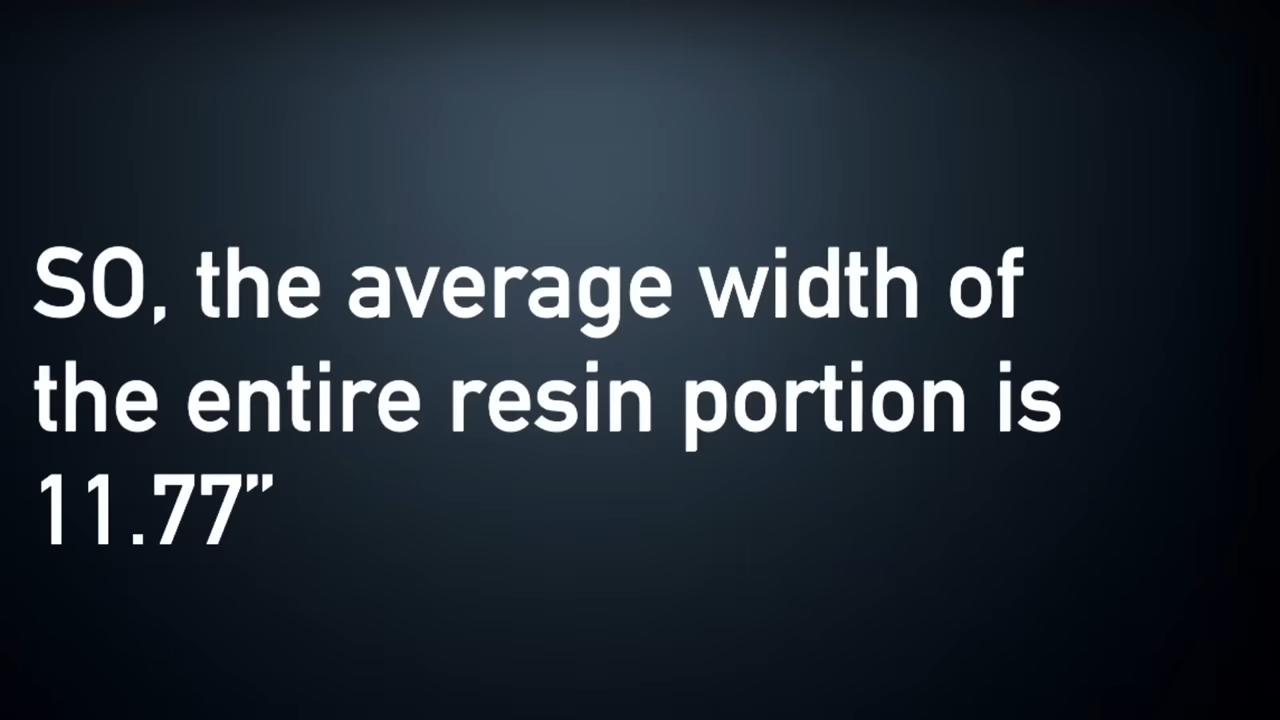 SO, the average width of
the entire resin portion is
11.77”